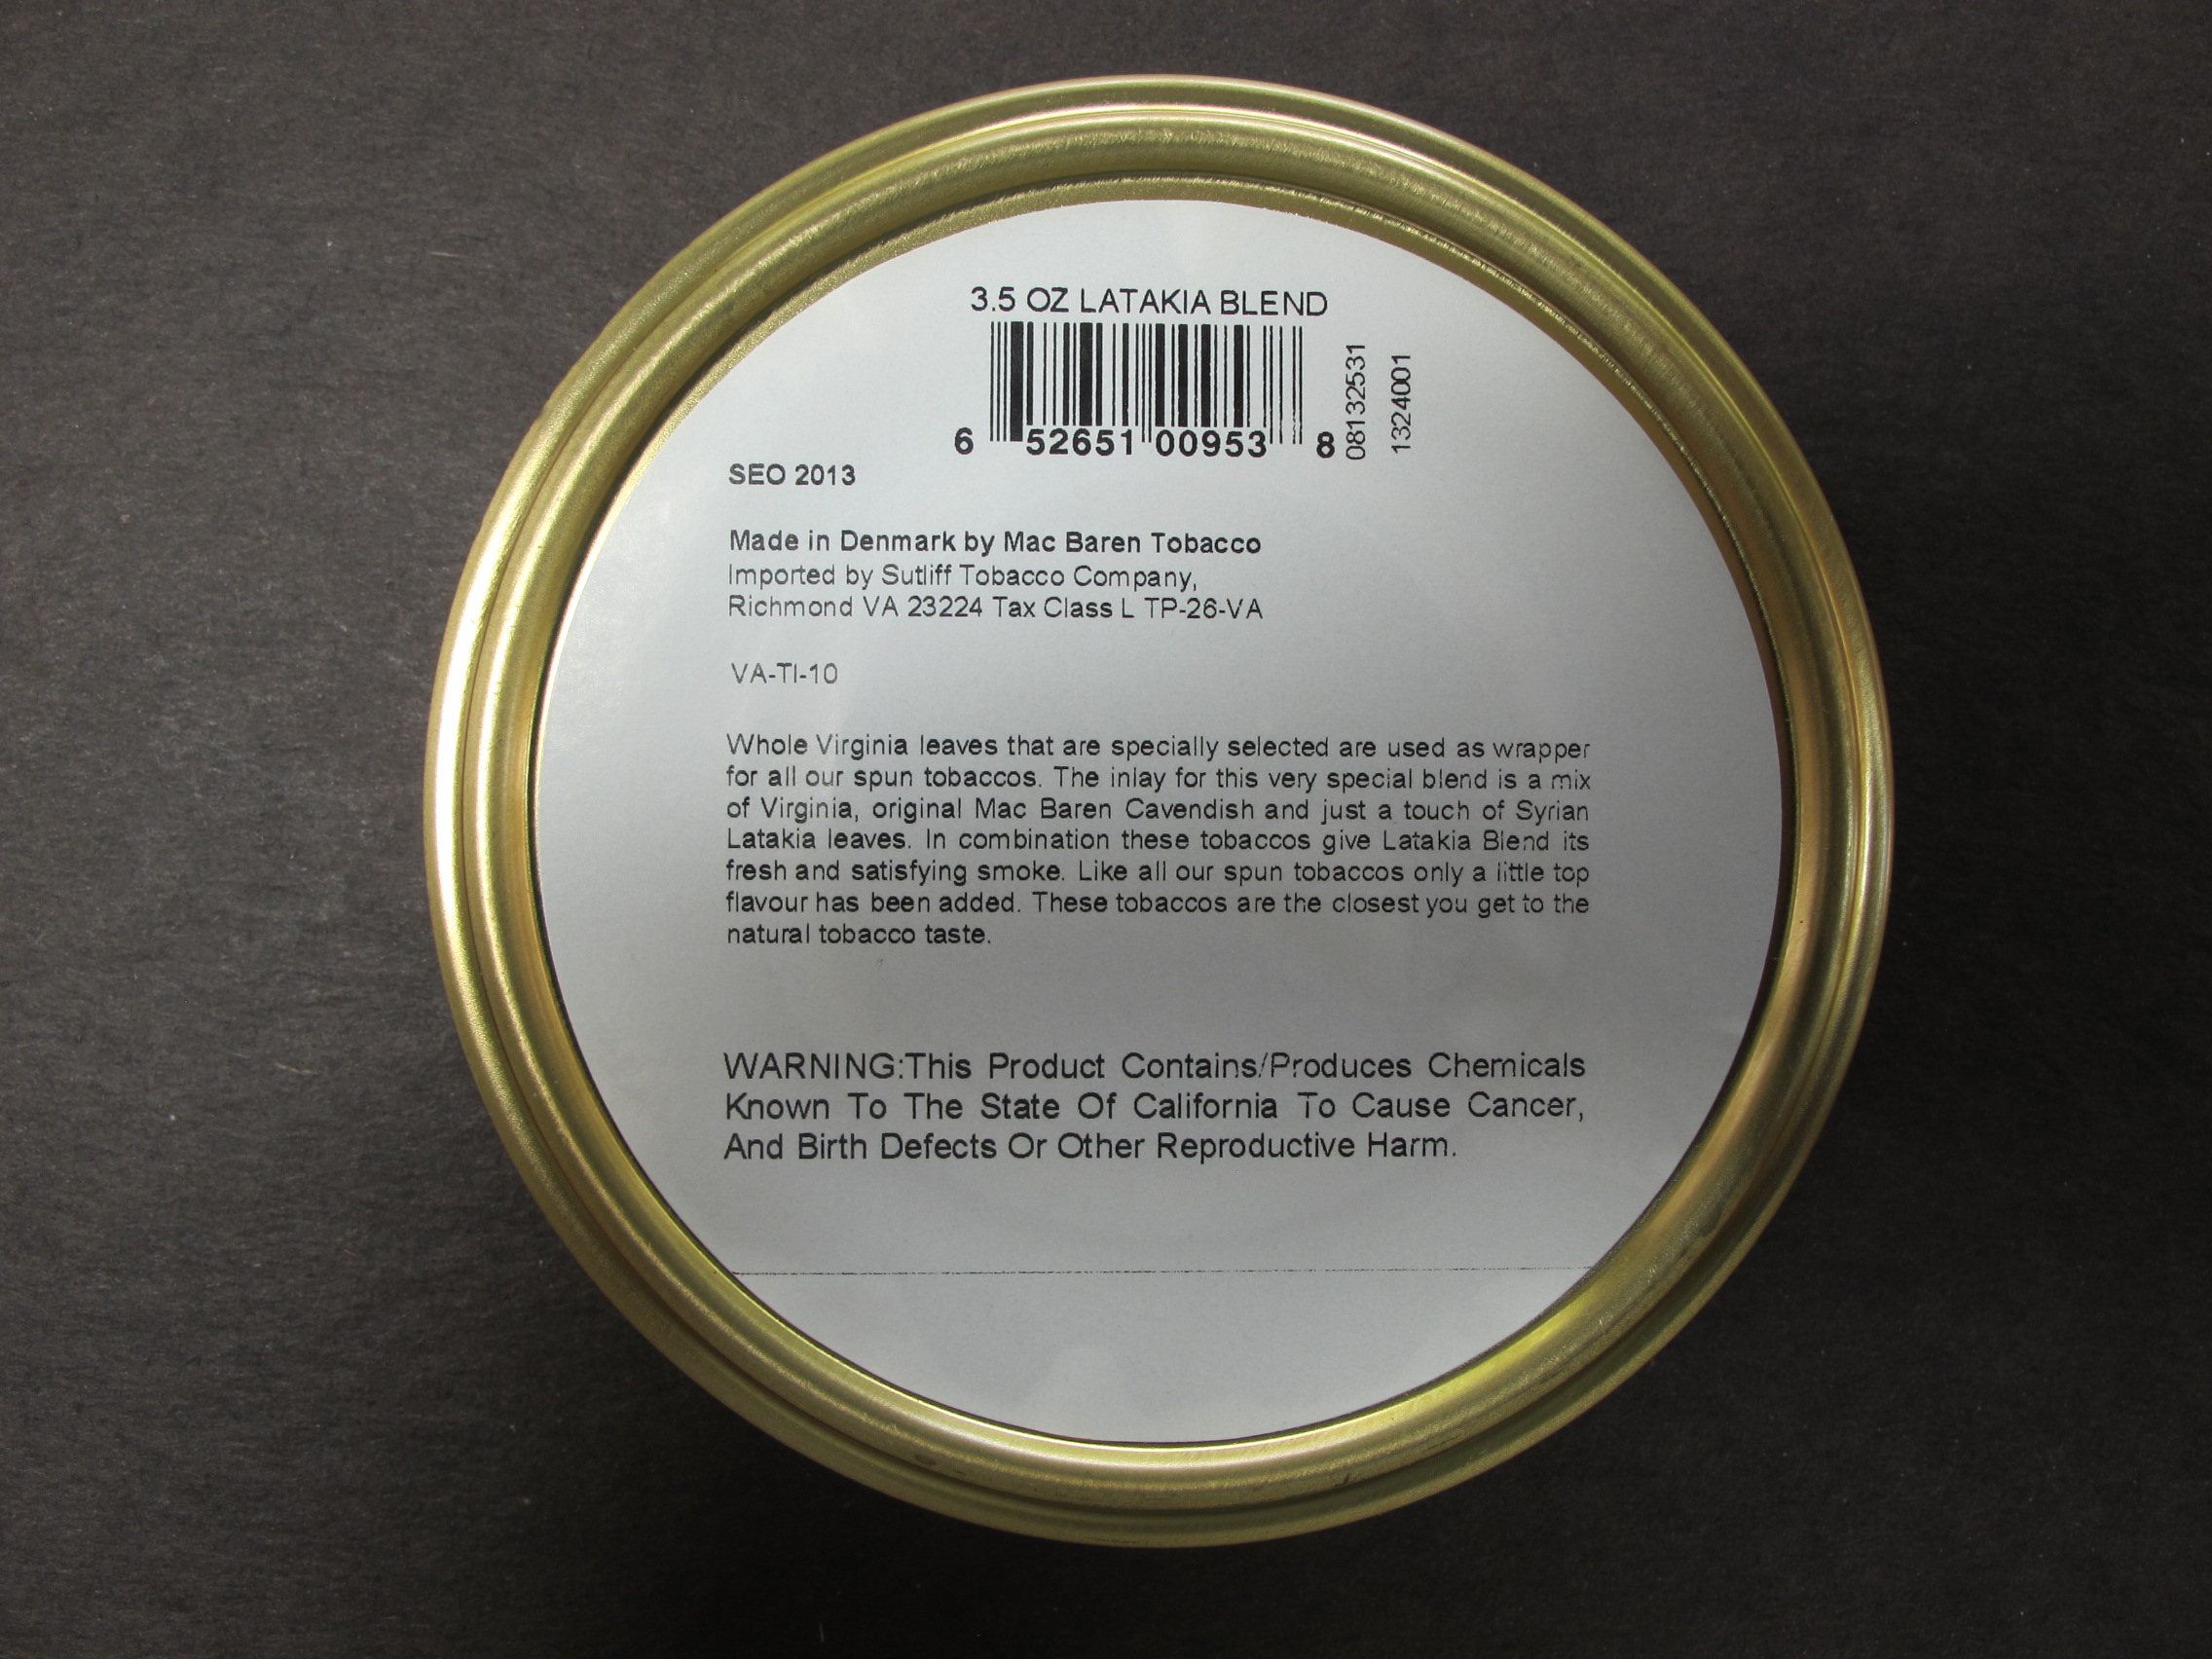 3.5 OZ LATAKIA BLEND
6 52651 00953 8
08132531
1324001
SEO 2013
Made in Denmark by Mac Baren Tobacco
Imported by Sutliff Tobacco Company,
Richmond VA 23224 Tax Class L TP-26-VA
VA-TI-10
Whole Virginia leaves that are specially selected are used as wrapper
for all our spun tobaccos. The inlay for this very special blend is a mix
of Virginia, original Mac Baren Cavendish and just a touch of Syrian
Latakia leaves. In combination these tobaccos give Latakia Blend its
fresh and satisfying smoke. Like all our spun tobaccos only a little top
flavour has been added. These tobaccos are the closest you get to the
natural tobacco taste.
WARNING:This Product Contains/Produces Chemicals
Known To The State Of California To Cause Cancer,
And Birth Defects Or Other Reproductive Harm.